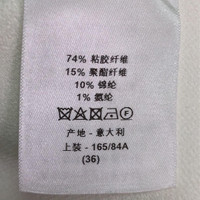 74% 粘胶纤维
15% 聚酯纤维
10% 锦纶
1% 氨纶
产地 - 意大利
上装 - 165/84A
(36)